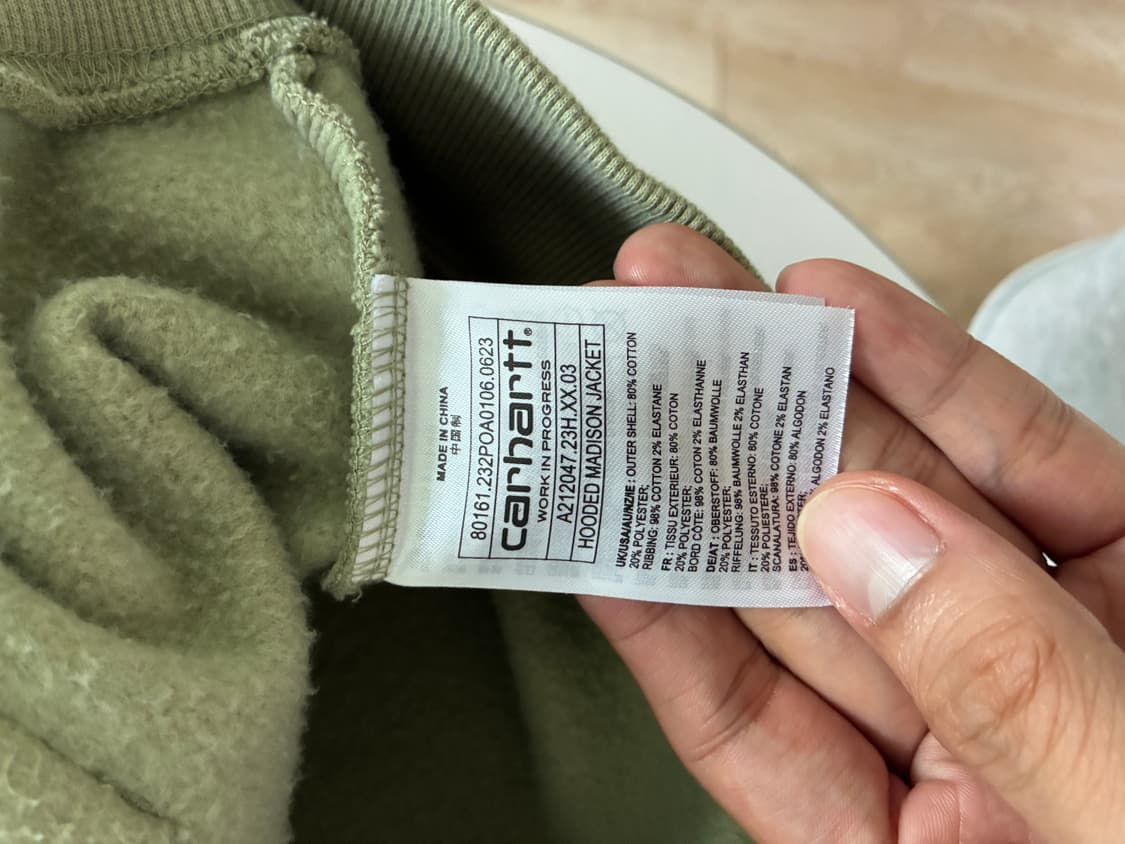 MADE IN CHINA
中国制
80161.232POA0106.0623
carhartt®
WORK IN PROGRESS
A212047.23H.XX.03
HOODED MADISON JACKET
UK/USA/AU/NZ/IE : OUTER SHELL: 80% COTTON
20% POLYESTER;
RIBBING: 98% COTTON 2% ELASTANE
FR : TISSU EXTERIEUR: 80% COTON
20% POLYESTER;
BORD CÔTE: 98% COTON 2% ELASTHANNE
DE/AT : OBERSTOFF: 80% BAUMWOLLE
20% POLYESTER;
RIFFELUNG: 98% BAUMWOLLE 2% ELASTHAN
IT : TESSUTO ESTERNO: 80% COTONE
20% POLIESTERE;
SCANALATURA: 98% COTONE 2% ELASTAN
ES : TEJIDO EXTERNO: 80% ALGODON
ALGODON 2% ELASTANO